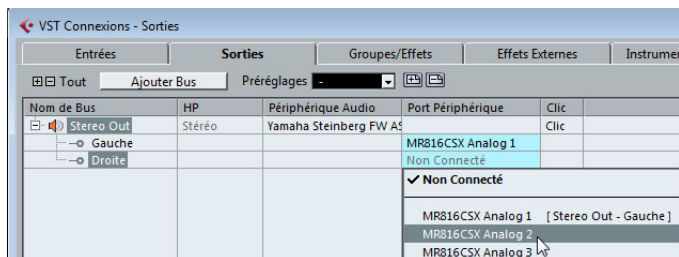 VST Connexions - Sorties
Entrées Sorties Groupes/Effets Effets Externes
Tout Ajouter Bus Préréglages -
Nom de Bus HP Périphérique Audio Port Périphérique Clic
Stereo Out Stéréo Yamaha Steinberg FW Clic
Gauche MR816CSX Analog 1
Droite Non Connecté
✓ Non Connecté
MR816CSX Analog 1 [ Stereo Out - Gauche ]
MR816CSX Analog 2
MR816CSX Analog 3